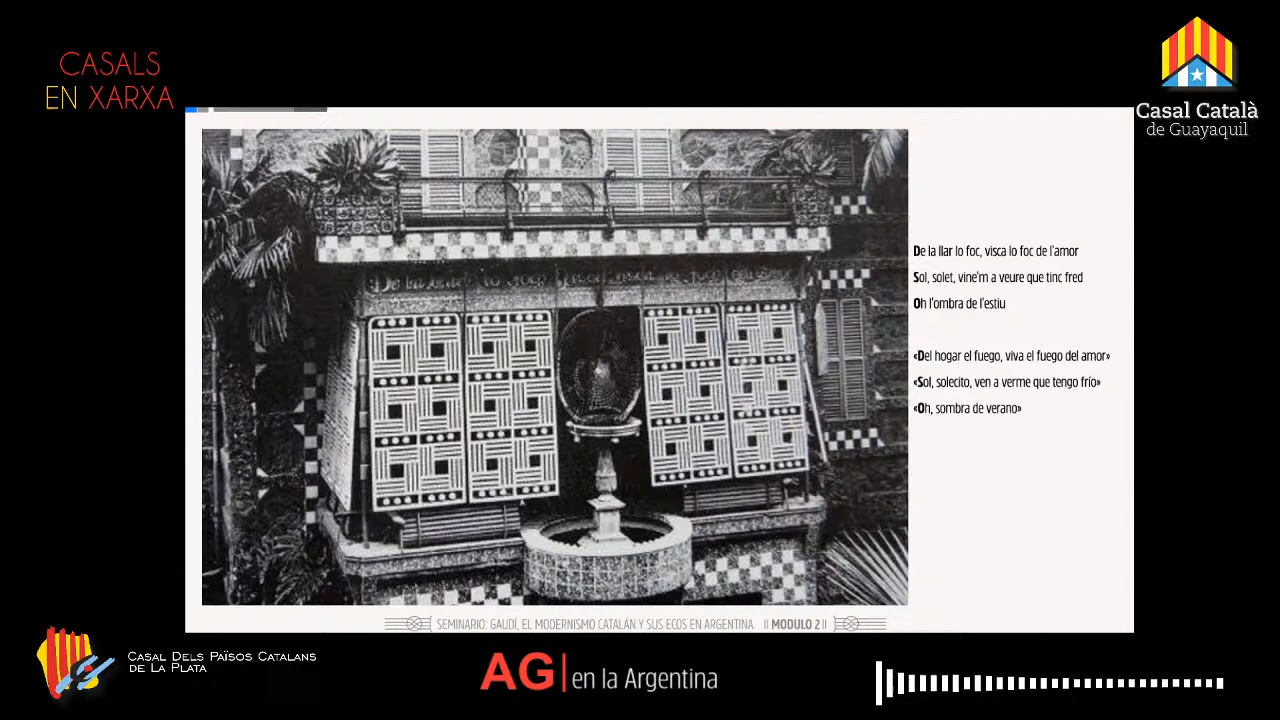 CASALS
EN XARXA
Casal Català
de Guayaquil
De la llar lo foc, visca lo foc de l'amor
Sol, solet, vine'm a veure que tinc fred
Oh l'ombra de l'estiu
«Del hogar el fuego, viva el fuego del amor»
«Sol, solecito, ven a verme que tengo frío»
«Oh, sombra de verano»
SEMINARIO: GAUDÍ, EL MODERNISMO CATALÁN Y SUS ECOS EN ARGENTINA. || MODULO 2 ||
CASAL DELS PAÏSOS CATALANS
DE LA PLATA
AG| en la Argentina